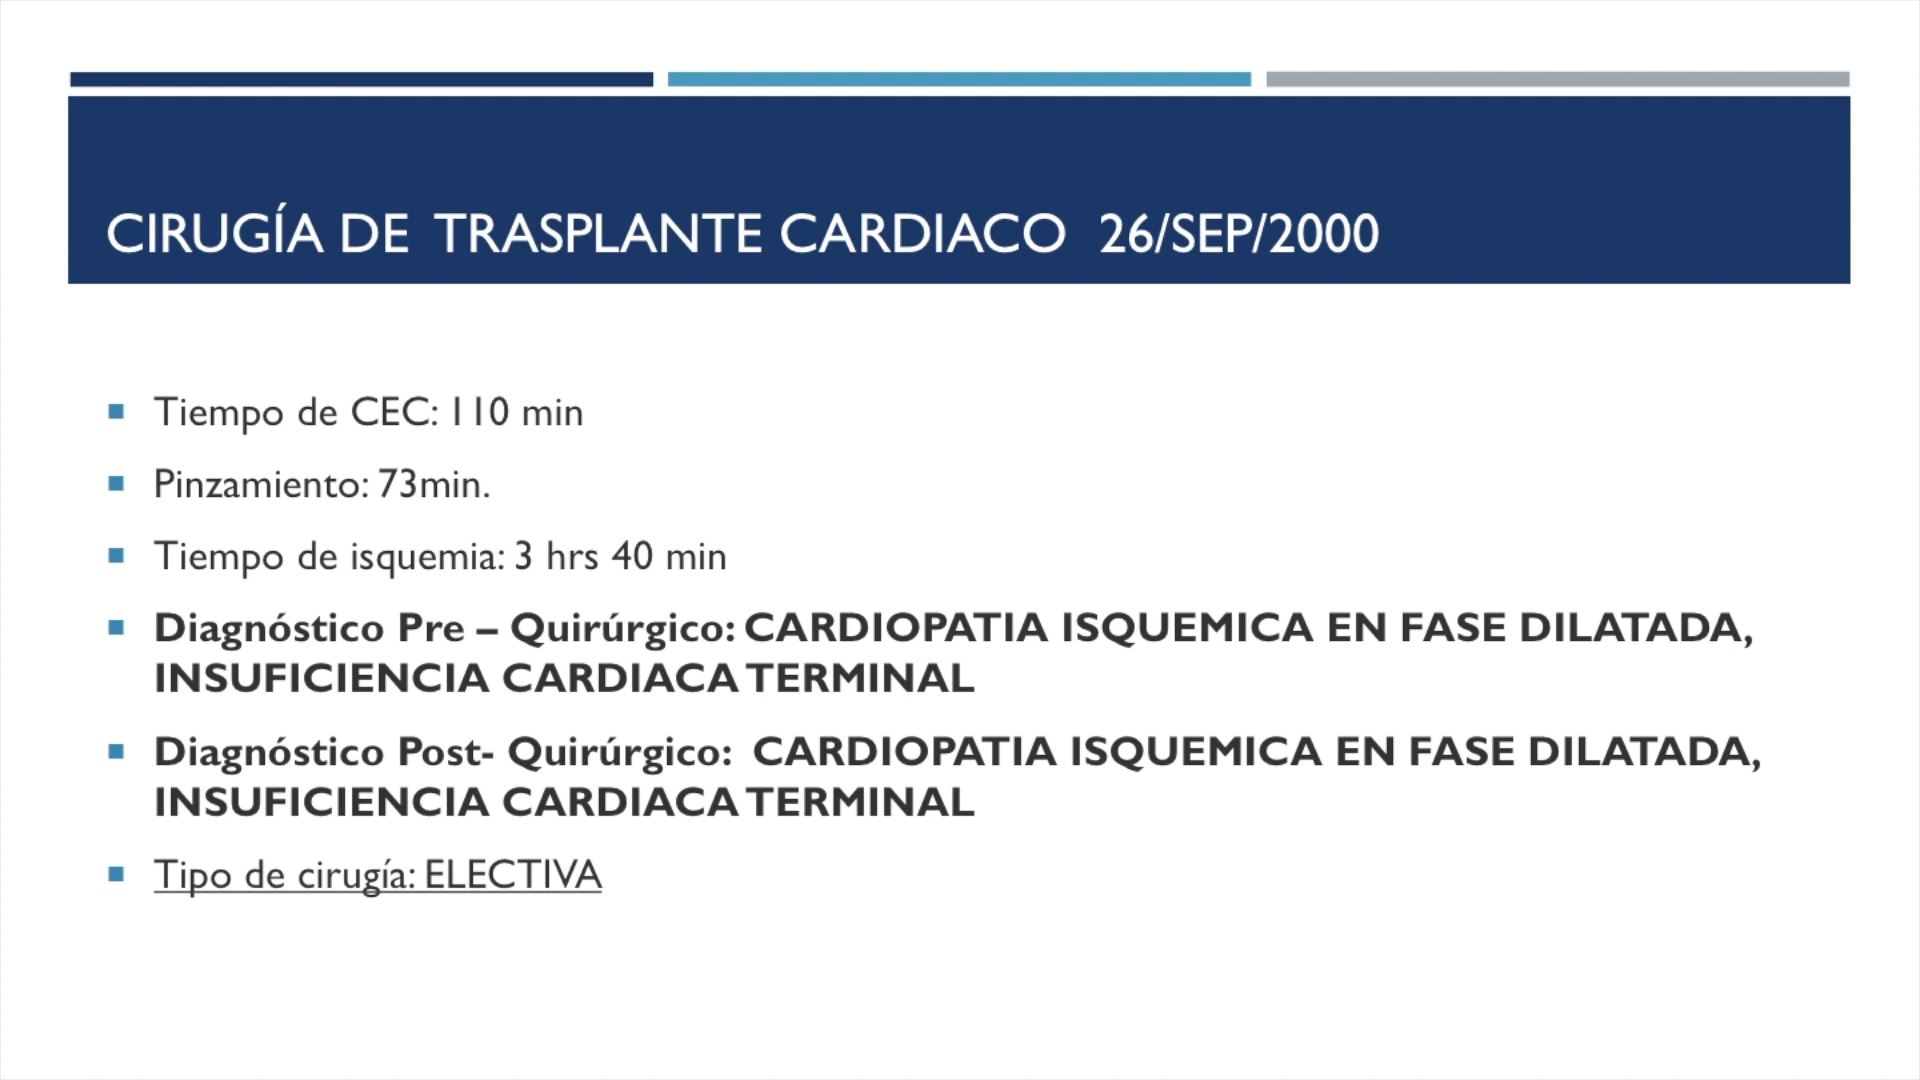 CIRUGÍA DE TRASPLANTE CARDIACO 26/SEP/2000
Tiempo de CEC: 110 min
Pinzamiento: 73min.
Tiempo de isquemia: 3 hrs 40 min
Diagnóstico Pre – Quirúrgico: CARDIOPATIA ISQUEMICA EN FASE DILATADA,
INSUFICIENCIA CARDIACA TERMINAL
Diagnóstico Post- Quirúrgico: CARDIOPATIA ISQUEMICA EN FASE DILATADA,
INSUFICIENCIA CARDIACA TERMINAL
Tipo de cirugía: ELECTIVA